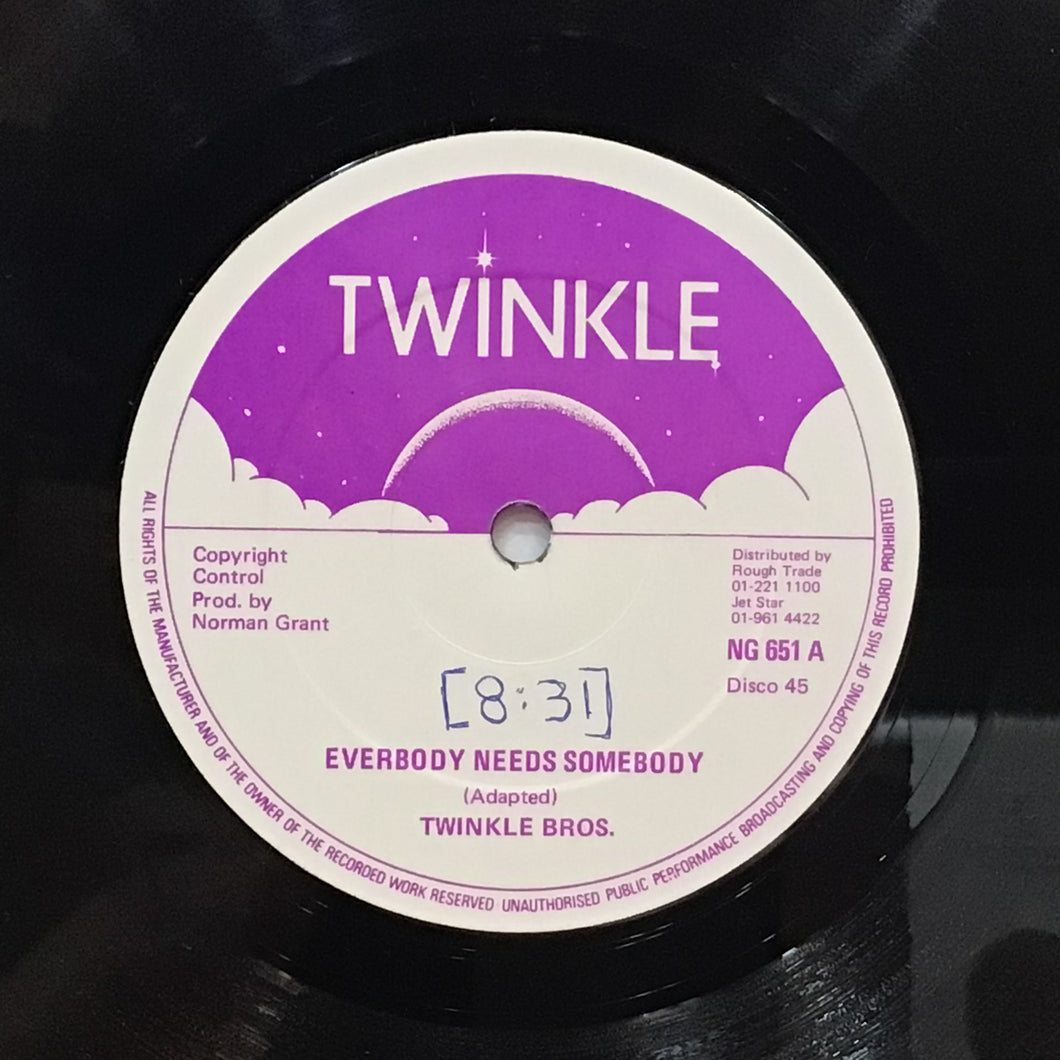 TWINKLE
Copyright
Control
Prod. by
Norman Grant
Distributed by
Rough Trade
01-221 1100
Jet Star
01-961 4422
NG 651 A
Disco 45
[8:31]
EVERBODY NEEDS SOMEBODY
(Adapted)
TWINKLE BROS.
ALL RIGHTS OF THE MANUFACTURER AND OF THE OWNER OF THE RECORDED WORK RESERVED UNAUTHORISED PUBLIC PERFORMANCE BROADCASTING AND COPYING OF THIS RECORD PROHIBITED